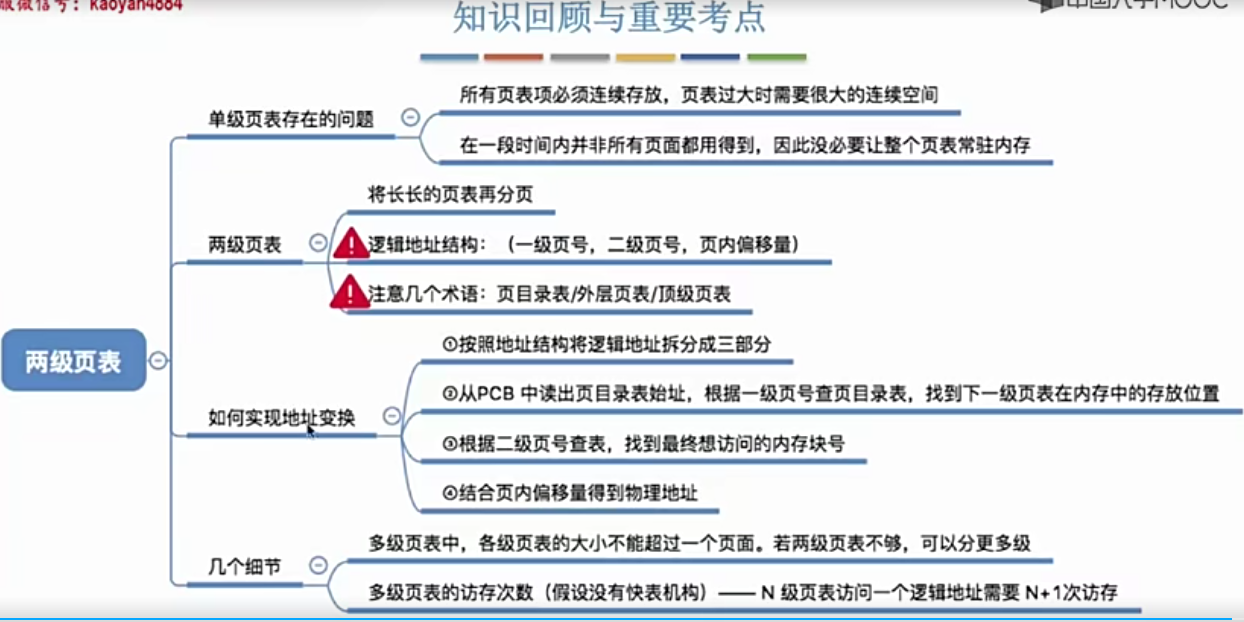 版微信号：kaoyan4884
中国大学MOOC
知识回顾与重要考点
两级页表
单级页表存在的问题
所有页表项必须连续存放，页表过大时需要很大的连续空间
在一段时间内并非所有页面都用得到，因此没必要让整个页表常驻内存
两级页表
将长长的页表再分页
逻辑地址结构：（一级页号，二级页号，页内偏移量）
注意几个术语：页目录表/外层页表/顶级页表
如何实现地址变换
①按照地址结构将逻辑地址拆分成三部分
②从PCB 中读出页目录表始址，根据一级页号查页目录表，找到下一级页表在内存中的存放位置
③根据二级页号查表，找到最终想访问的内存块号
④结合页内偏移量得到物理地址
几个细节
多级页表中，各级页表的大小不能超过一个页面。若两级页表不够，可以分更多级
多级页表的访存次数（假设没有快表机构）—— N 级页表访问一个逻辑地址需要 N+1次访存